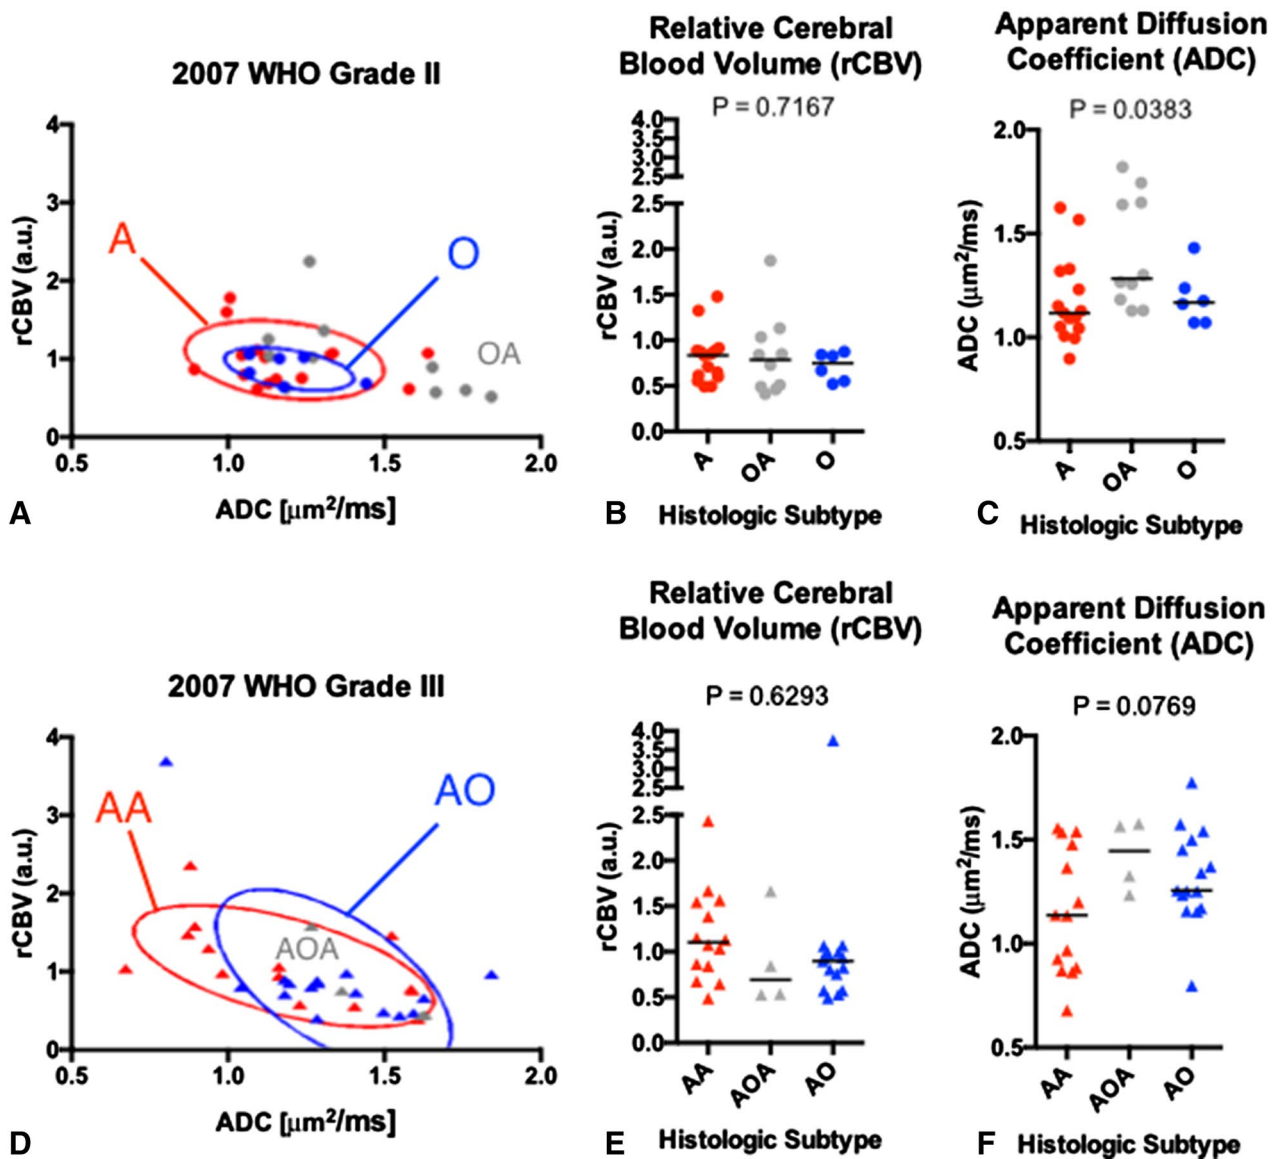 2007 WHO Grade II
4
3
2
1
0
rCBV (a.u.)
A
O
OA
0.5 1.0 1.5 2.0
ADC [μm²/ms]
A
Relative Cerebral
Blood Volume (rCBV)
P = 0.7167
4.0
3.5
3.0
2.5
2.5
2.0
1.5
1.0
0.5
0.0
rCBV (a.u.)
A OA O
Histologic Subtype
B
Apparent Diffusion
Coefficient (ADC)
P = 0.0383
2.0
1.5
1.0
0.5
ADC (μm²/ms)
A OA O
Histologic Subtype
C
2007 WHO Grade III
4
3
2
1
0
rCBV (a.u.)
AA
AO
AOA
0.5 1.0 1.5 2.0
ADC [μm²/ms]
D
Relative Cerebral
Blood Volume (rCBV)
P = 0.6293
4.0
3.5
3.0
2.5
2.5
2.0
1.5
1.0
0.5
0.0
rCBV (a.u.)
AA AOA AO
Histologic Subtype
E
Apparent Diffusion
Coefficient (ADC)
P = 0.0769
2.0
1.5
1.0
0.5
ADC (μm²/ms)
AA AOA AO
Histologic Subtype
F